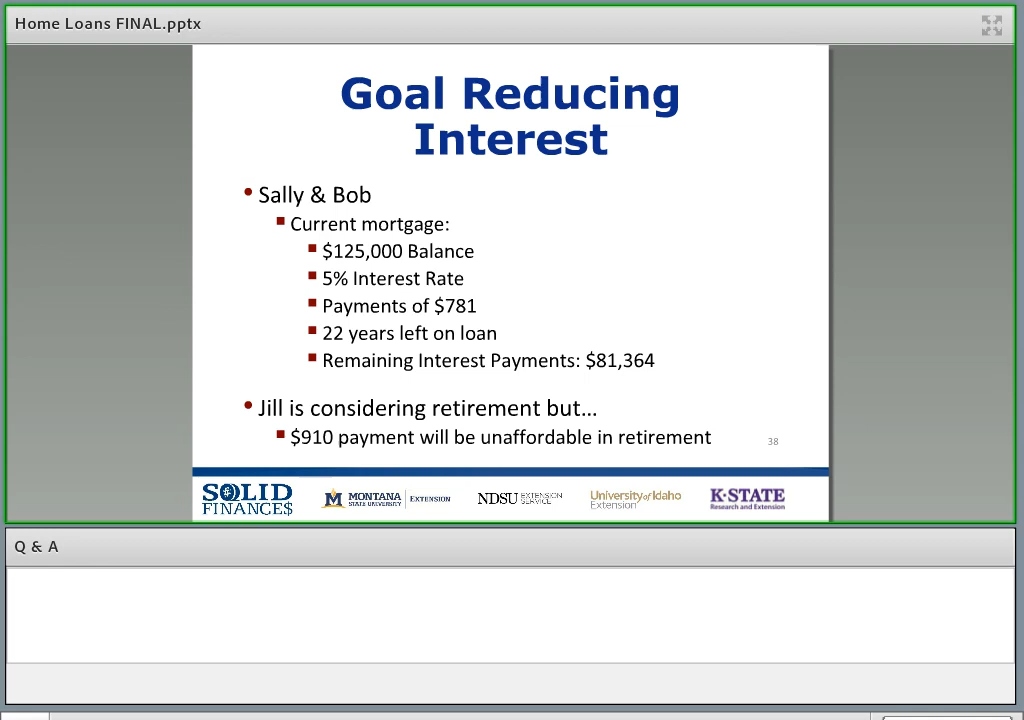 Home Loans FINAL.pptx
Goal Reducing
Interest
• Sally & Bob
▪ Current mortgage:
▪ $125,000 Balance
▪ 5% Interest Rate
▪ Payments of $781
▪ 22 years left on loan
▪ Remaining Interest Payments: $81,364
• Jill is considering retirement but…
▪ $910 payment will be unaffordable in retirement
38
SOLID
FINANCES
M MONTANA
STATE UNIVERSITY
EXTENSION
NDSU EXTENSION
SERVICE
University of Idaho
Extension
K-STATE
Research and Extension
Q & A